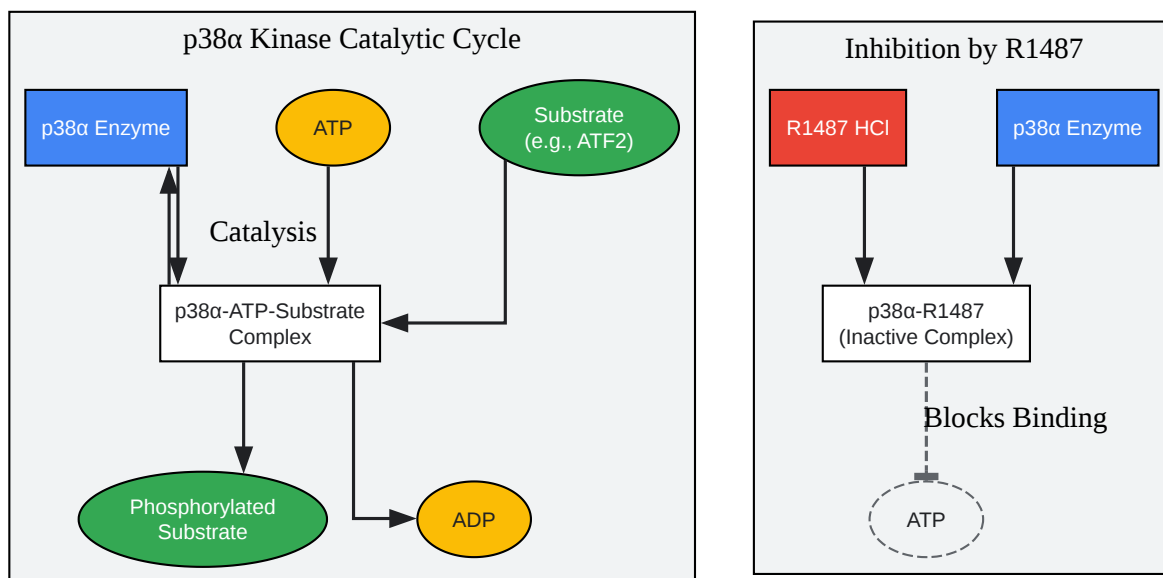 p38α Kinase Catalytic Cycle
p38α Enzyme
ATP
Substrate
(e.g., ATF2)
Catalysis
p38α-ATP-Substrate
Complex
Phosphorylated
Substrate
ADP
Inhibition by R1487
R1487 HCl
p38α Enzyme
p38α-R1487
(Inactive Complex)
Blocks Binding
ATP